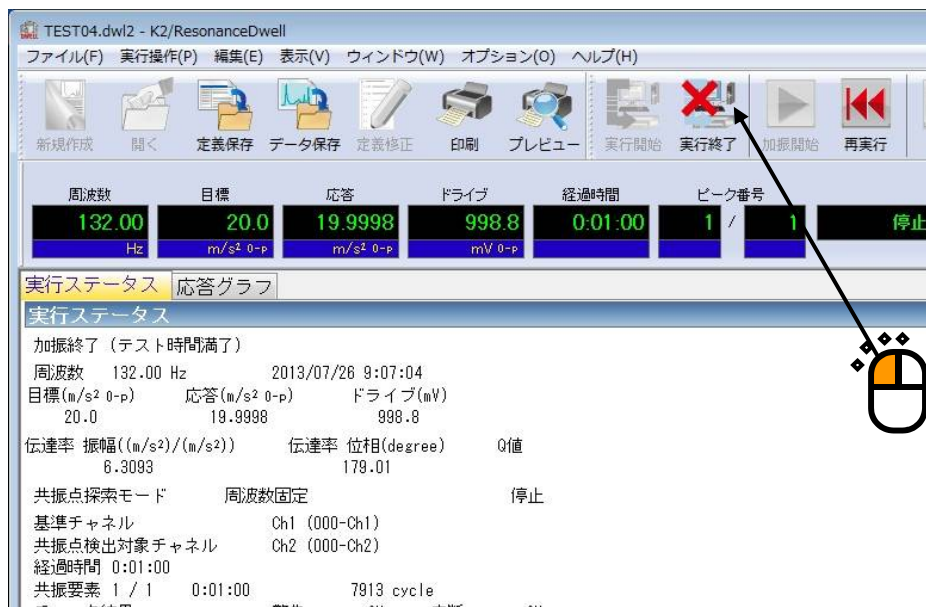 TEST04.dwl2 - K2/ResonanceDwell
ファイル(F) 実行操作(P) 編集(E) 表示(V) ウィンドウ(W) オプション(O) ヘルプ(H)
新規作成 開く 定義保存 データ保存 定義修正 印刷 プレビュー 実行開始 実行終了 加振開始 再実行
周波数 目標 応答 ドライブ 経過時間 ピーク番号
132.00 20.0 19.9998 998.8 0:01:00 1 / 1 停止
Hz m/s² 0-p m/s² 0-p mV 0-p
実行ステータス 応答グラフ
実行ステータス
加振終了 (テスト時間満了)
周波数 132.00 Hz 2013/07/26 9:07:04
目標(m/s² 0-p) 応答(m/s² 0-p) ドライブ(mV)
20.0 19.9998 998.8
伝達率 振幅((m/s²)/(m/s²)) 伝達率 位相(degree) Q値
6.3093 179.01
共振点探索モード 周波数固定 停止
基準チャネル Ch1 (000-Ch1)
共振点検出対象チャネル Ch2 (000-Ch2)
経過時間 0:01:00
共振要素 1 / 1 0:01:00 7913 cycle